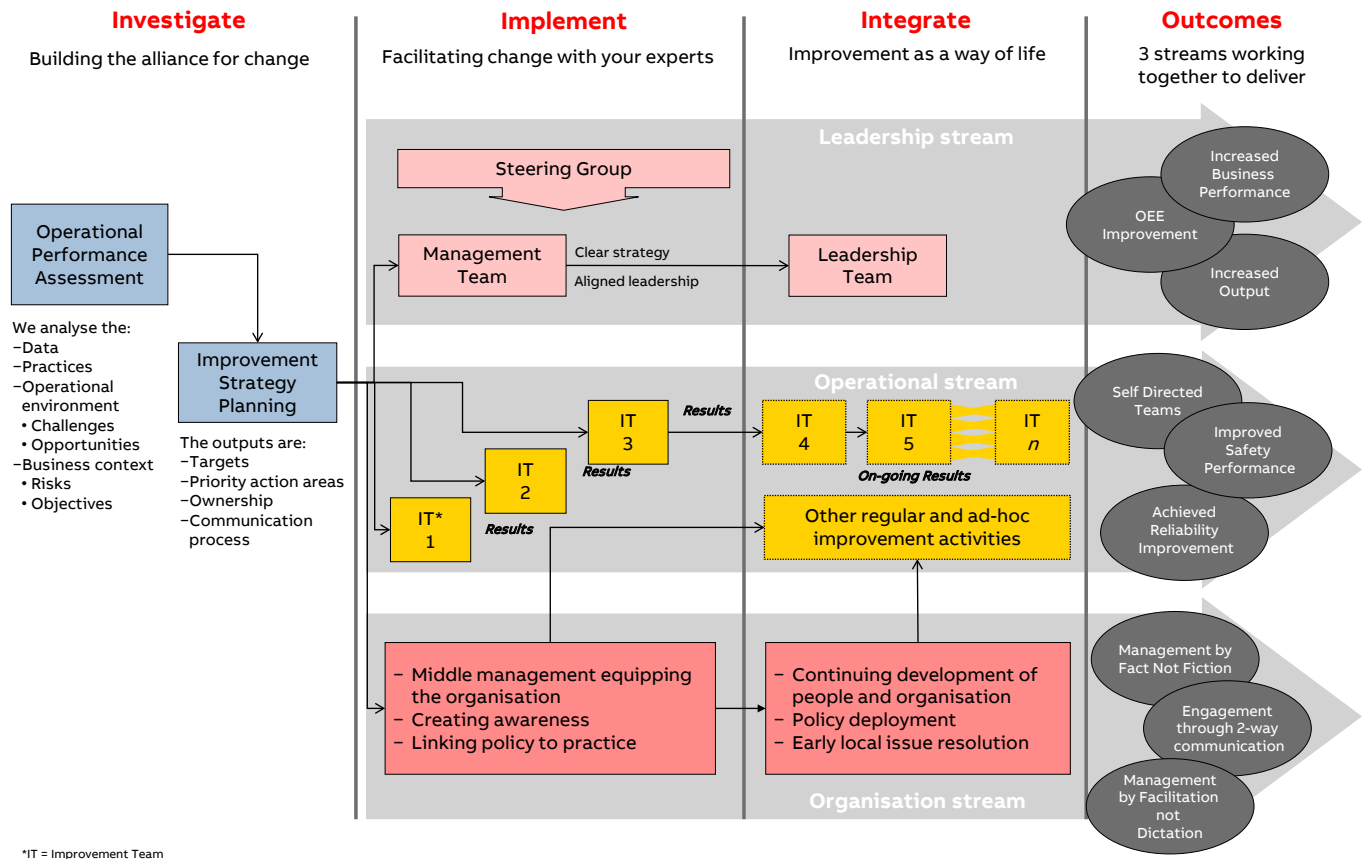 Investigate
Building the alliance for change
Implement
Facilitating change with your experts
Integrate
Improvement as a way of life
Outcomes
3 streams working
together to deliver
Operational
Performance
Assessment
We analyse the:
–Data
–Practices
–Operational
environment
• Challenges
• Opportunities
–Business context
• Risks
• Objectives
Improvement
Strategy
Planning
The outputs are:
–Targets
–Priority action areas
–Ownership
–Communication
process
Leadership stream
Steering Group
Management
Team
Clear strategy
Aligned leadership
Leadership
Team
Increased
Business
Performance
OEE
Improvement
Increased
Output
Operational stream
IT*
1
Results
IT
2
Results
IT
3
Results
IT
4
IT
5
IT
n
On-going Results
Other regular and ad-hoc
improvement activities
Self Directed
Teams
Improved
Safety
Performance
Achieved
Reliability
Improvement
– Middle management equipping
the organisation
– Creating awareness
– Linking policy to practice
– Continuing development of
people and organisation
– Policy deployment
– Early local issue resolution
Organisation stream
Management by
Fact Not Fiction
Engagement
through 2-way
communication
Management
by Facilitation
not
Dictation
*IT = Improvement Team